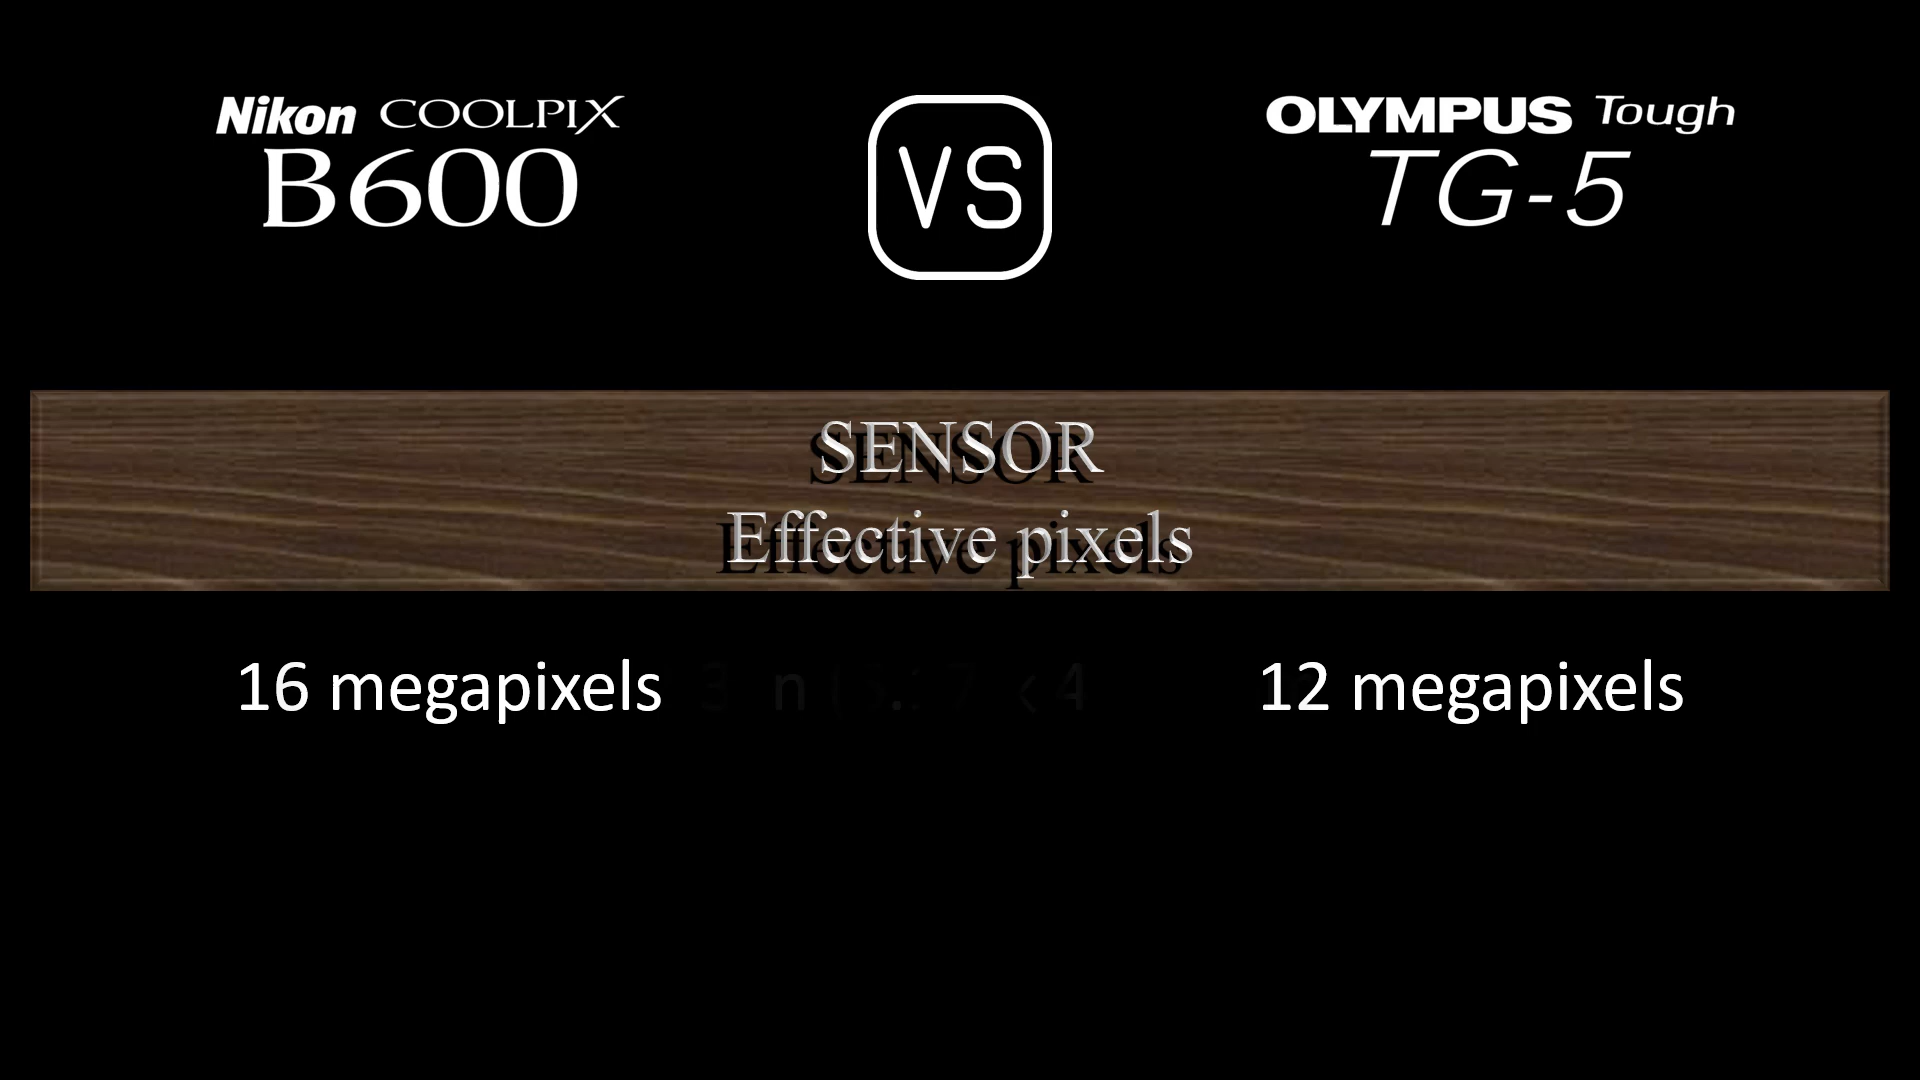 Nikon COOLPIX
B600
VS
OLYMPUS Tough
TG-5
SENSOR
Effective pixels
16 megapixels
12 megapixels